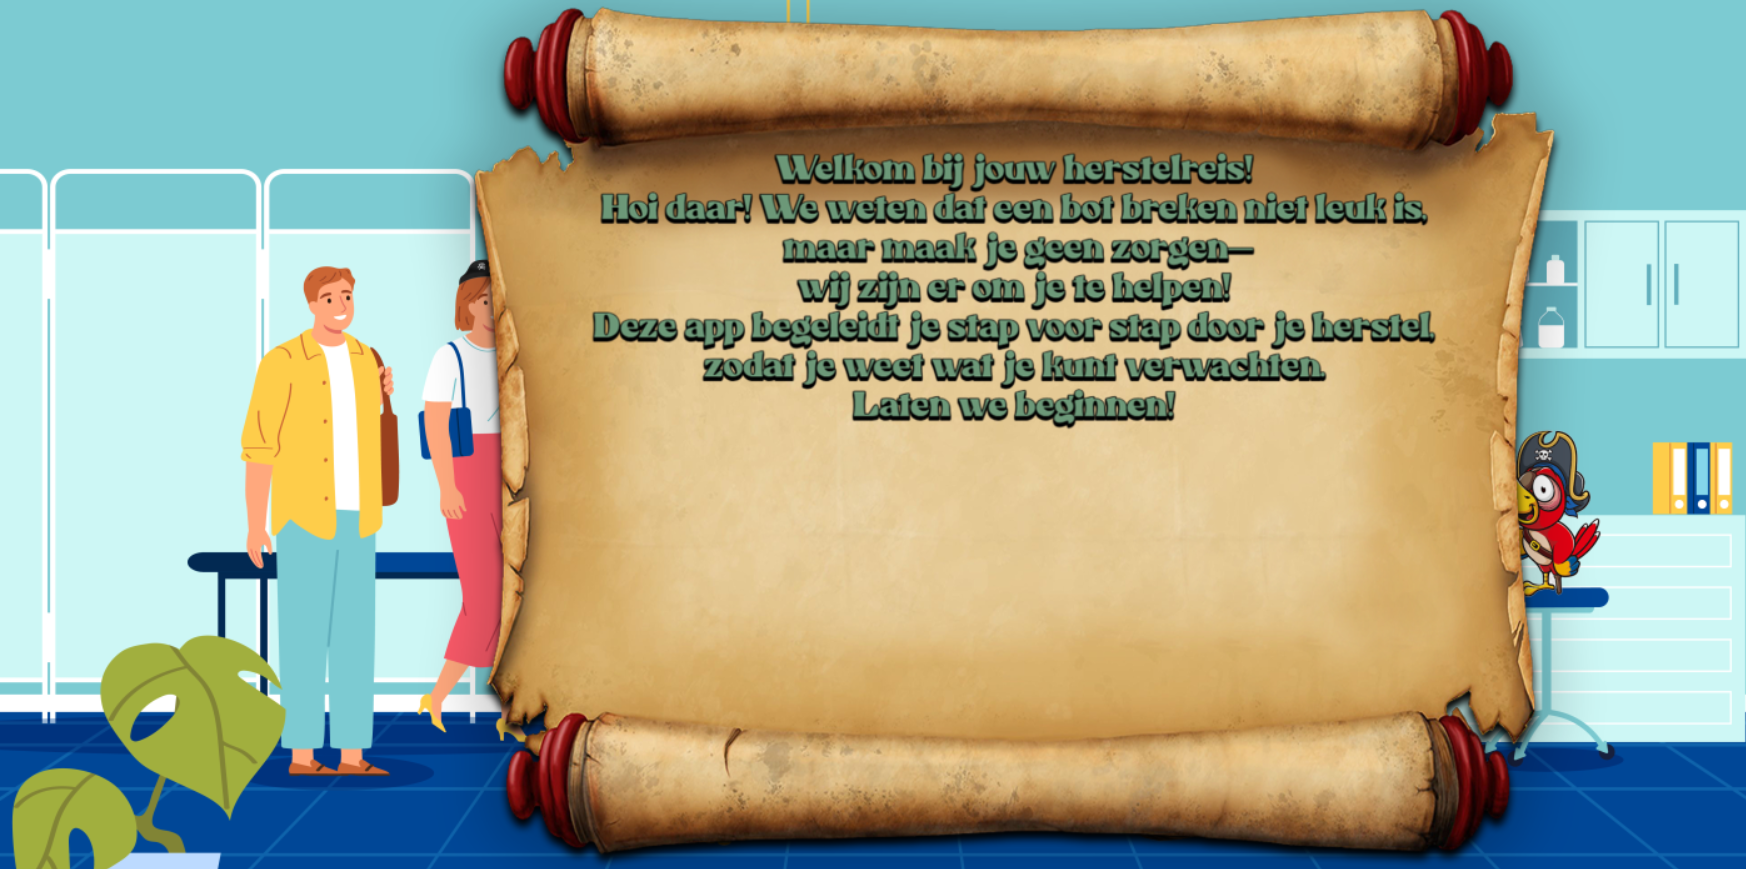 Welkom bij jouw herstelreis!
Hoi daar! We weten dat een bot breken niet leuk is,
maar maak je geen zorgen—
wij zijn er om je te helpen!
Deze app begeleidt je stap voor stap door je herstel,
zodat je weet wat je kunt verwachten.
Laten we beginnen!